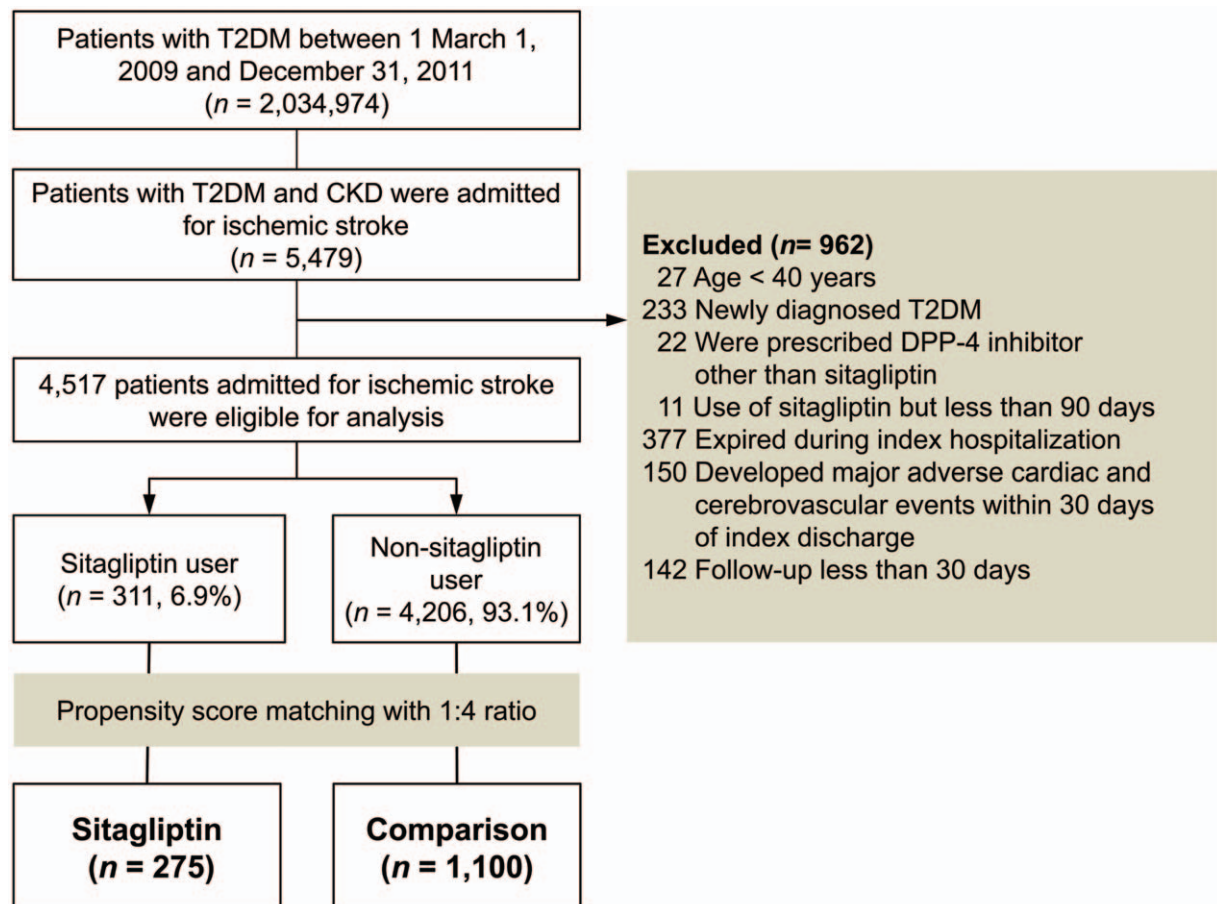 Patients with T2DM between 1 March 1,
2009 and December 31, 2011
(n = 2,034,974)
Patients with T2DM and CKD were admitted
for ischemic stroke
(n = 5,479)
Excluded (n= 962)
27 Age < 40 years
233 Newly diagnosed T2DM
22 Were prescribed DPP-4 inhibitor
other than sitagliptin
11 Use of sitagliptin but less than 90 days
377 Expired during index hospitalization
150 Developed major adverse cardiac and
cerebrovascular events within 30 days
of index discharge
142 Follow-up less than 30 days
4,517 patients admitted for ischemic stroke
were eligible for analysis
Sitagliptin user
(n = 311, 6.9%)
Non-sitagliptin
user
(n = 4,206, 93.1%)
Propensity score matching with 1:4 ratio
Sitagliptin
(n = 275)
Comparison
(n = 1,100)